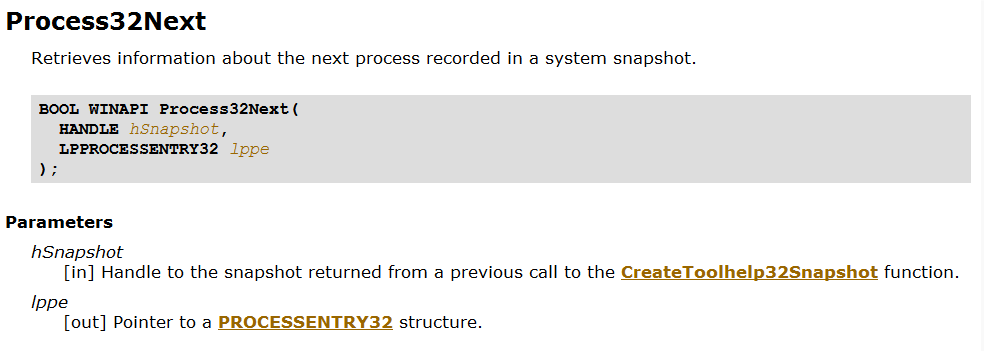 Process32Next
Retrieves information about the next process recorded in a system snapshot.
BOOL WINAPI Process32Next(
HANDLE hSnapshot,
LPPROCESSENTRY32 lppe
);
Parameters
hSnapshot
[in] Handle to the snapshot returned from a previous call to the CreateToolhelp32Snapshot function.
lppe
[out] Pointer to a PROCESSENTRY32 structure.